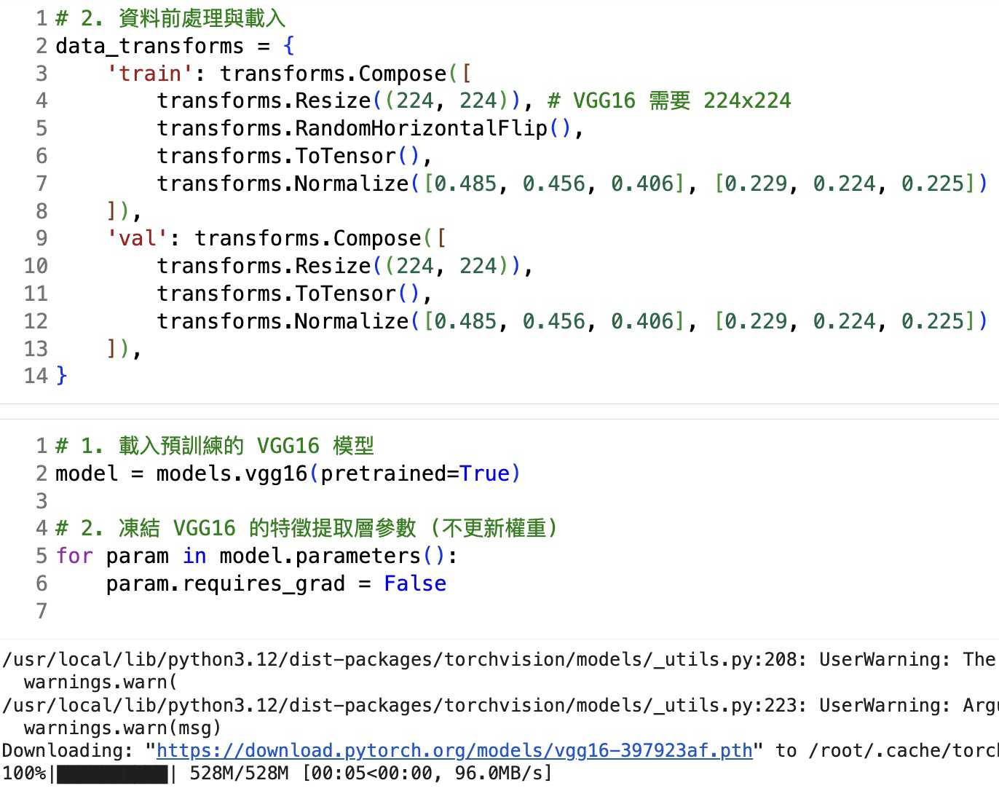 1 # 2. 資料前處理與載入
2 data_transforms = {
3     'train': transforms.Compose([
4         transforms.Resize((224, 224)), # VGG16 需要 224x224
5         transforms.RandomHorizontalFlip(),
6         transforms.ToTensor(),
7         transforms.Normalize([0.485, 0.456, 0.406], [0.229, 0.224, 0.225])
8     ]),
9     'val': transforms.Compose([
10         transforms.Resize((224, 224)),
11         transforms.ToTensor(),
12         transforms.Normalize([0.485, 0.456, 0.406], [0.229, 0.224, 0.225])
13     ]),
14 }
1 # 1. 載入預訓練的 VGG16 模型
2 model = models.vgg16(pretrained=True)
3
4 # 2. 凍結 VGG16 的特徵提取層參數 (不更新權重)
5 for param in model.parameters():
6     param.requires_grad = False
7
/usr/local/lib/python3.12/dist-packages/torchvision/models/_utils.py:208: UserWarning: The
  warnings.warn(
/usr/local/lib/python3.12/dist-packages/torchvision/models/_utils.py:223: UserWarning: Argu
  warnings.warn(msg)
Downloading: "https://download.pytorch.org/models/vgg16-397923af.pth" to /root/.cache/torch
100%|██████████| 528M/528M [00:05<00:00, 96.0MB/s]